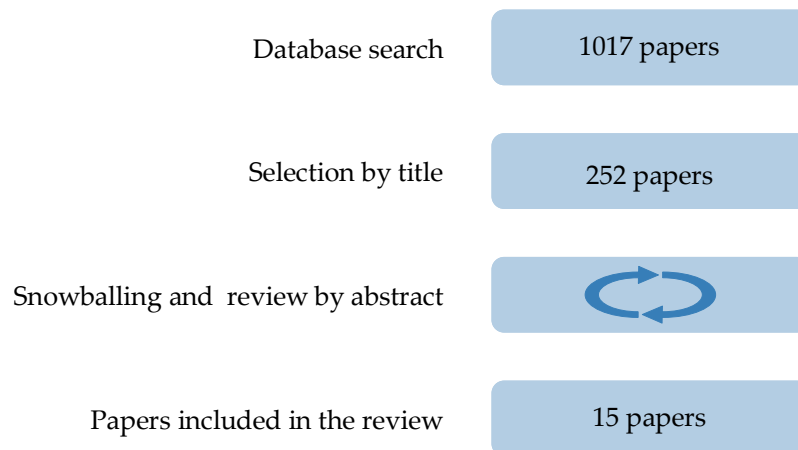 Database search
1017 papers
Selection by title
252 papers
Snowballing and review by abstract
Papers included in the review
15 papers